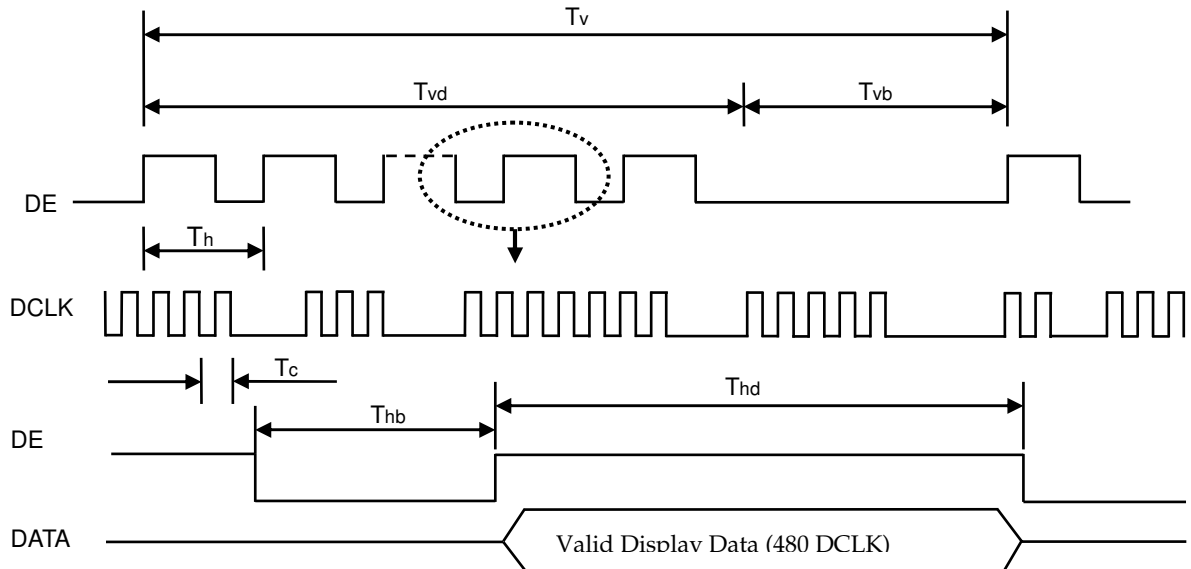 Tv
Tvd
Tvb
DE
Th
DCLK
Tc
Thd
Thb
DE
DATA
Valid Display Data (480 DCLK)